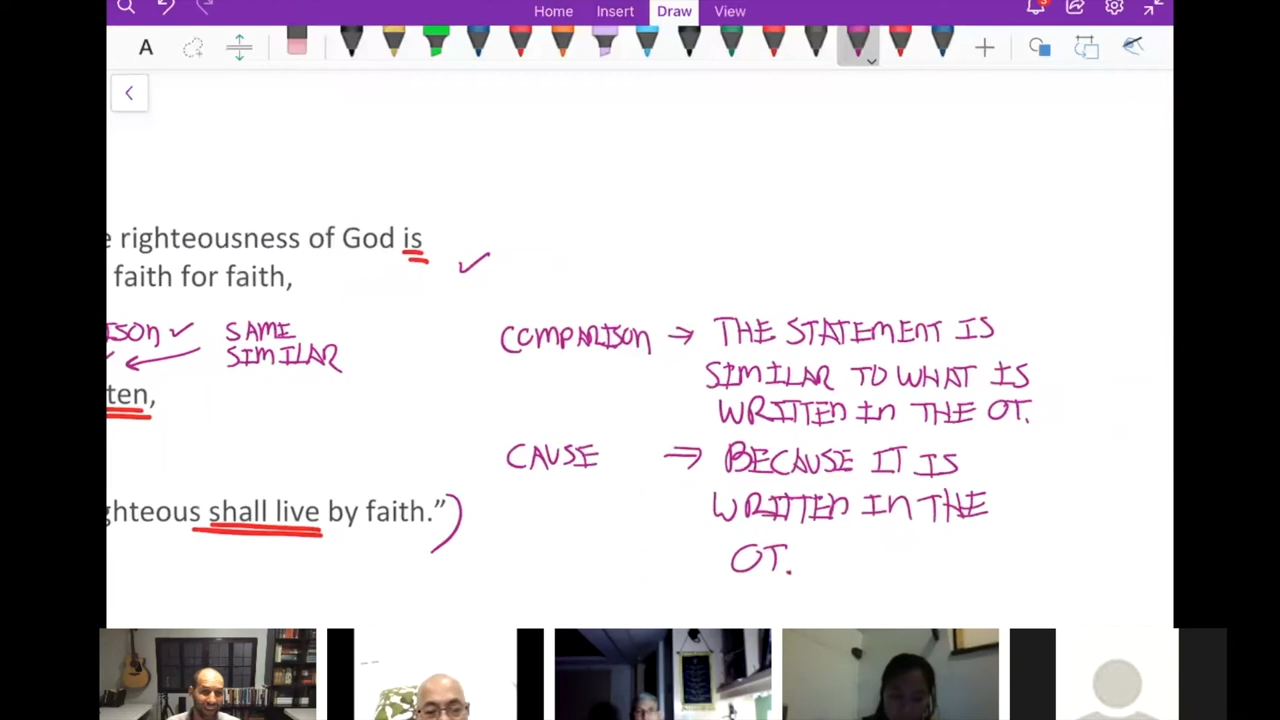 Home Insert Draw View
A
righteousness of God is
faith for faith,
SAME
SIMILAR
ten,
ghteous shall live by faith.”)
COMPARISON → THE STATEMENT IS
SIMILAR TO WHAT IS
WRITTEN IN THE OT.
CAUSE ⇒ BECAUSE IT IS
WRITTEN IN THE
OT.